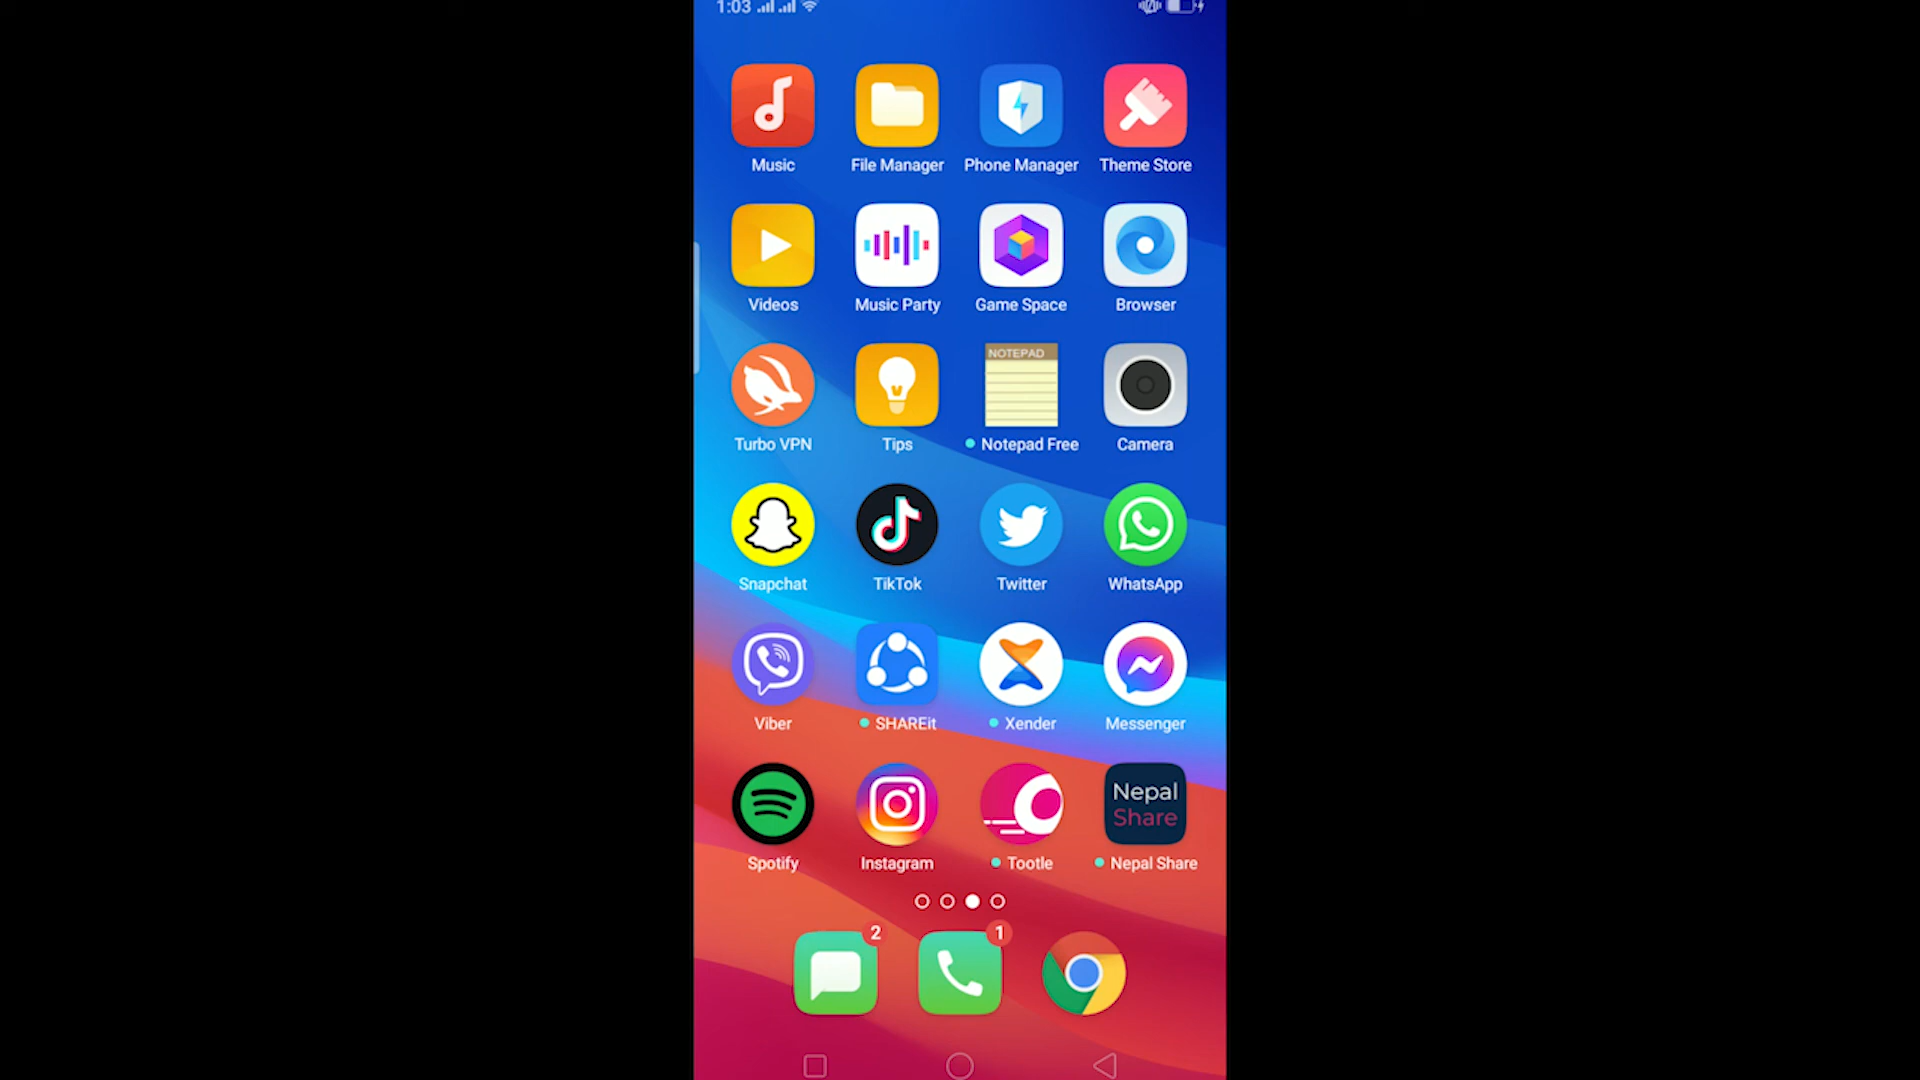 1:03
Music File Manager Phone Manager Theme Store
Videos Music Party Game Space Browser
NOTEPAD
Turbo VPN Tips Notepad Free Camera
Snapchat TikTok Twitter WhatsApp
Viber SHAREit Xender Messenger
Nepal
Share
Spotify Instagram Tootle Nepal Share
2 1